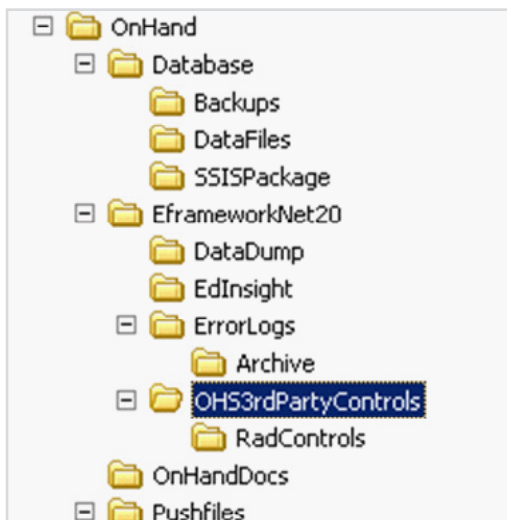 OnHand
Database
Backups
DataFiles
SSISPackage
EframeworkNet20
DataDump
EdInsight
ErrorLogs
Archive
OHS3rdPartyControls
RadControls
OnHandDocs
Pushfiles